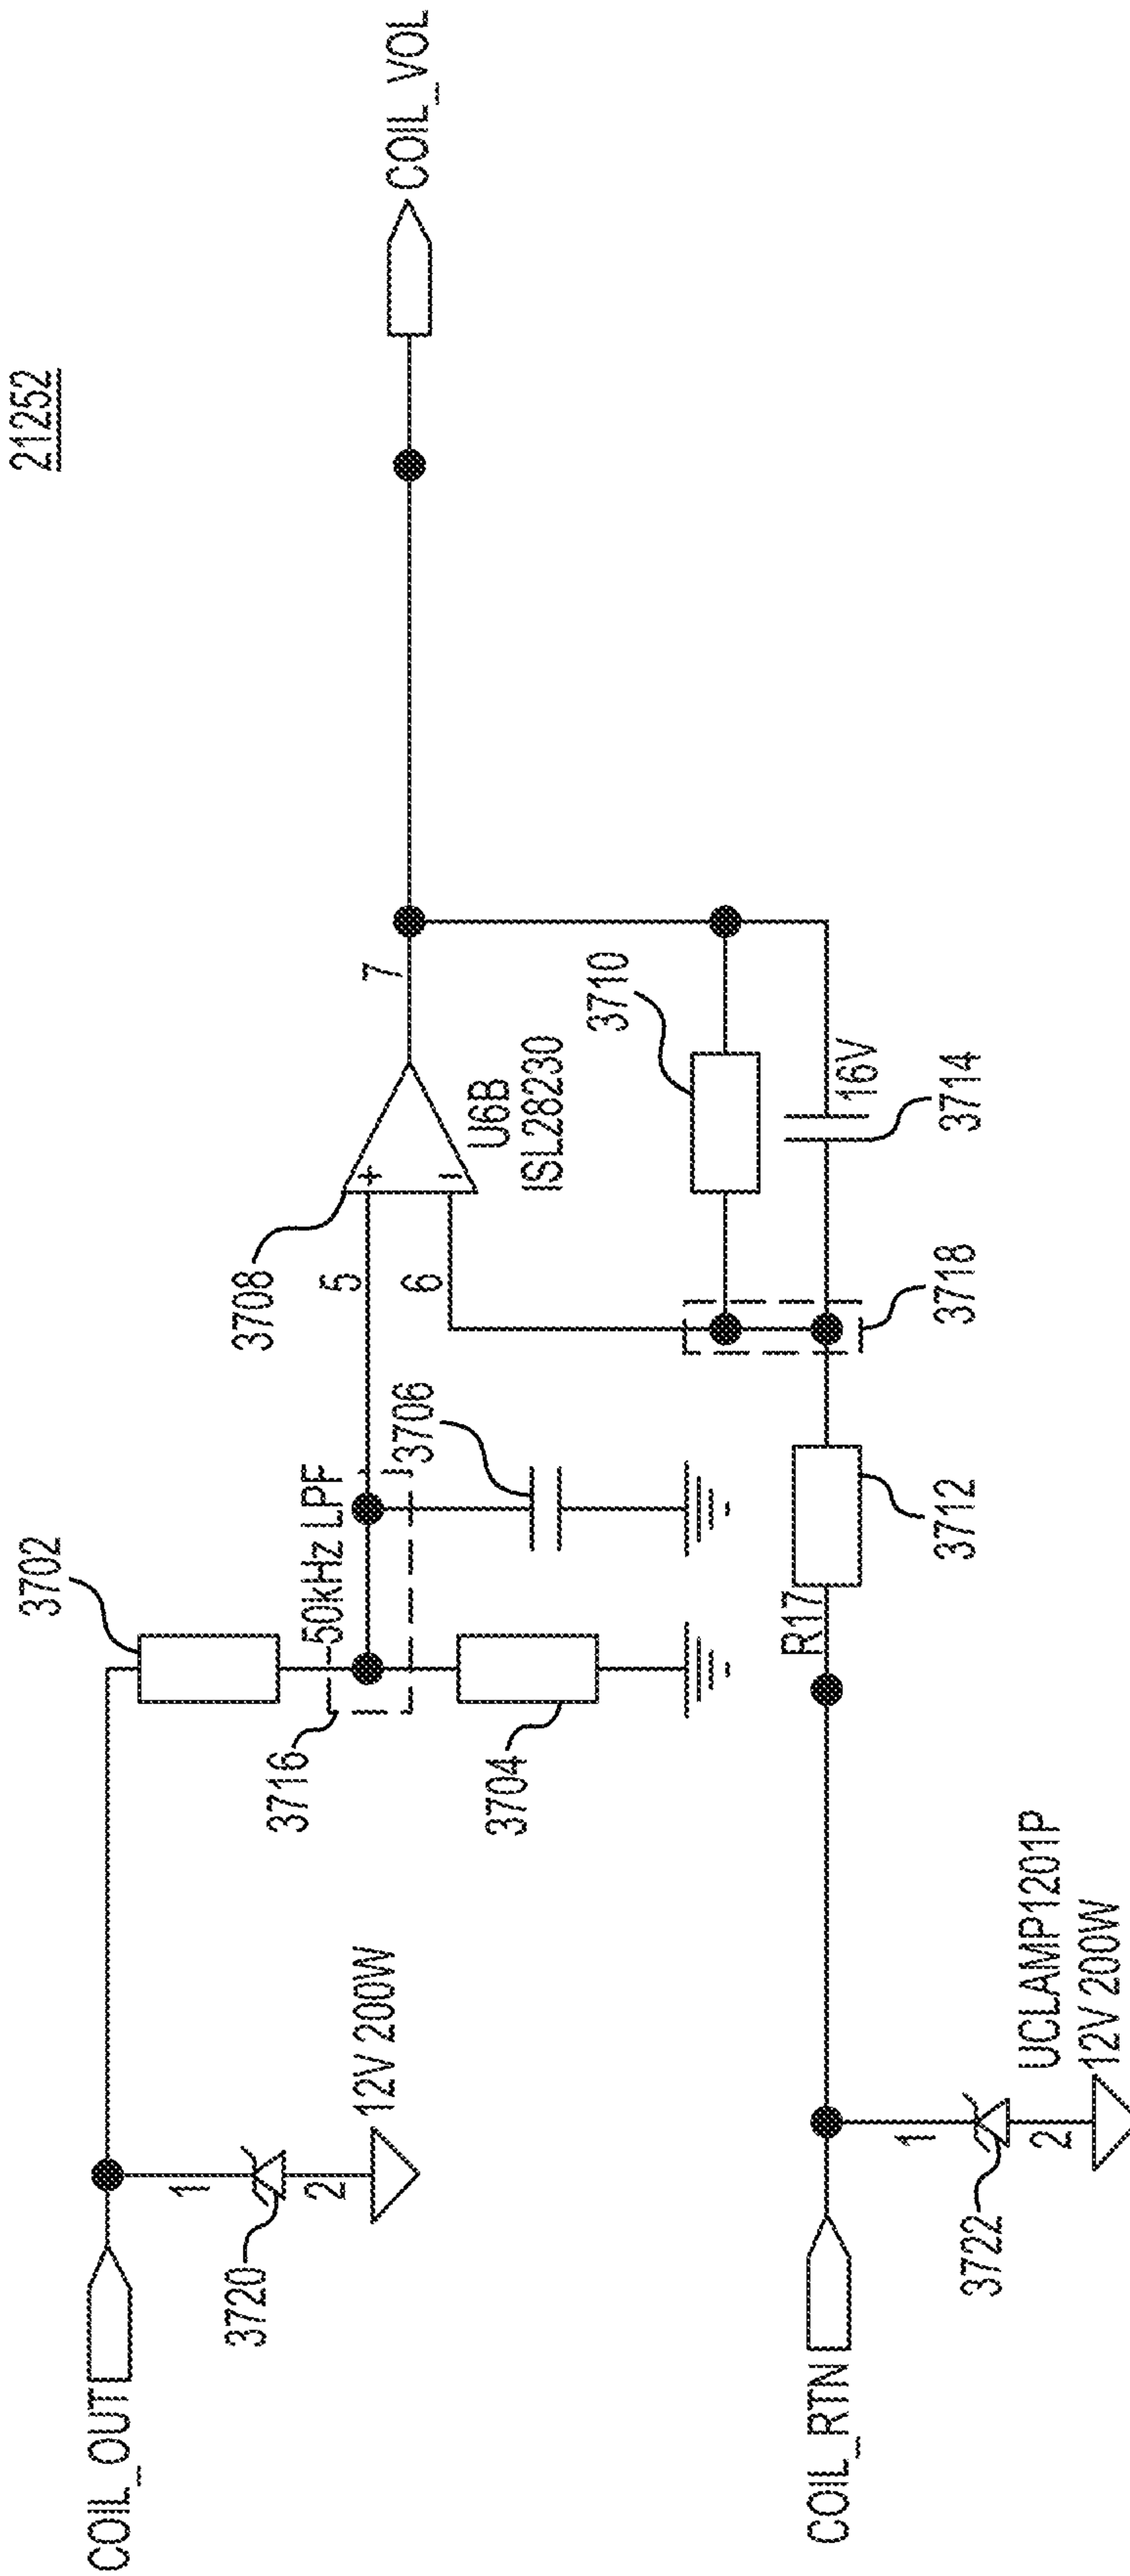 21252
COIL_OUT
1
3720
2
12V 200W
3702
3716
50kHz LPF
3704
3706
3708
5
6
+
-
7
U6B
ISL28230
COIL_VOL
3710
16V
3714
3718
COIL_RTN
1
3722
2
UCLAMP1201P
12V 200W
R17
3712